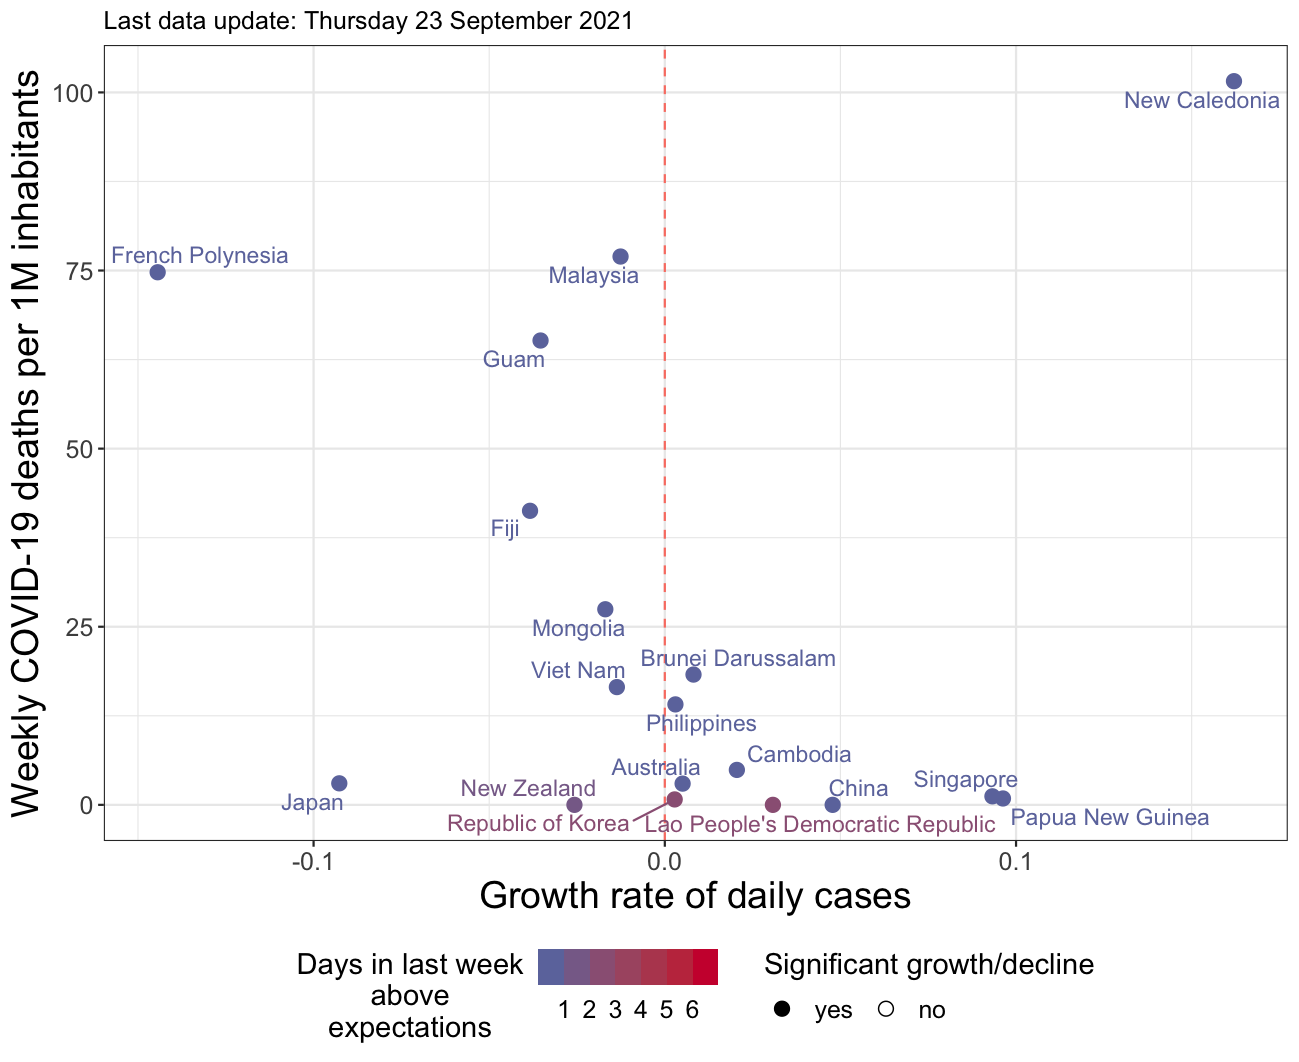 Last data update: Thursday 23 September 2021
Weekly COVID-19 deaths per 1M inhabitants
100
75
50
25
0
New Caledonia
French Polynesia
Malaysia
Guam
Fiji
Mongolia
Brunei Darussalam
Viet Nam
Philippines
Cambodia
Australia
Singapore
New Zealand
China
Japan
Papua New Guinea
Republic of Korea
Lao People's Democratic Republic
-0.1
0.0
0.1
Growth rate of daily cases
Days in last week
above
expectations
1 2 3 4 5 6
Significant growth/decline
yes no